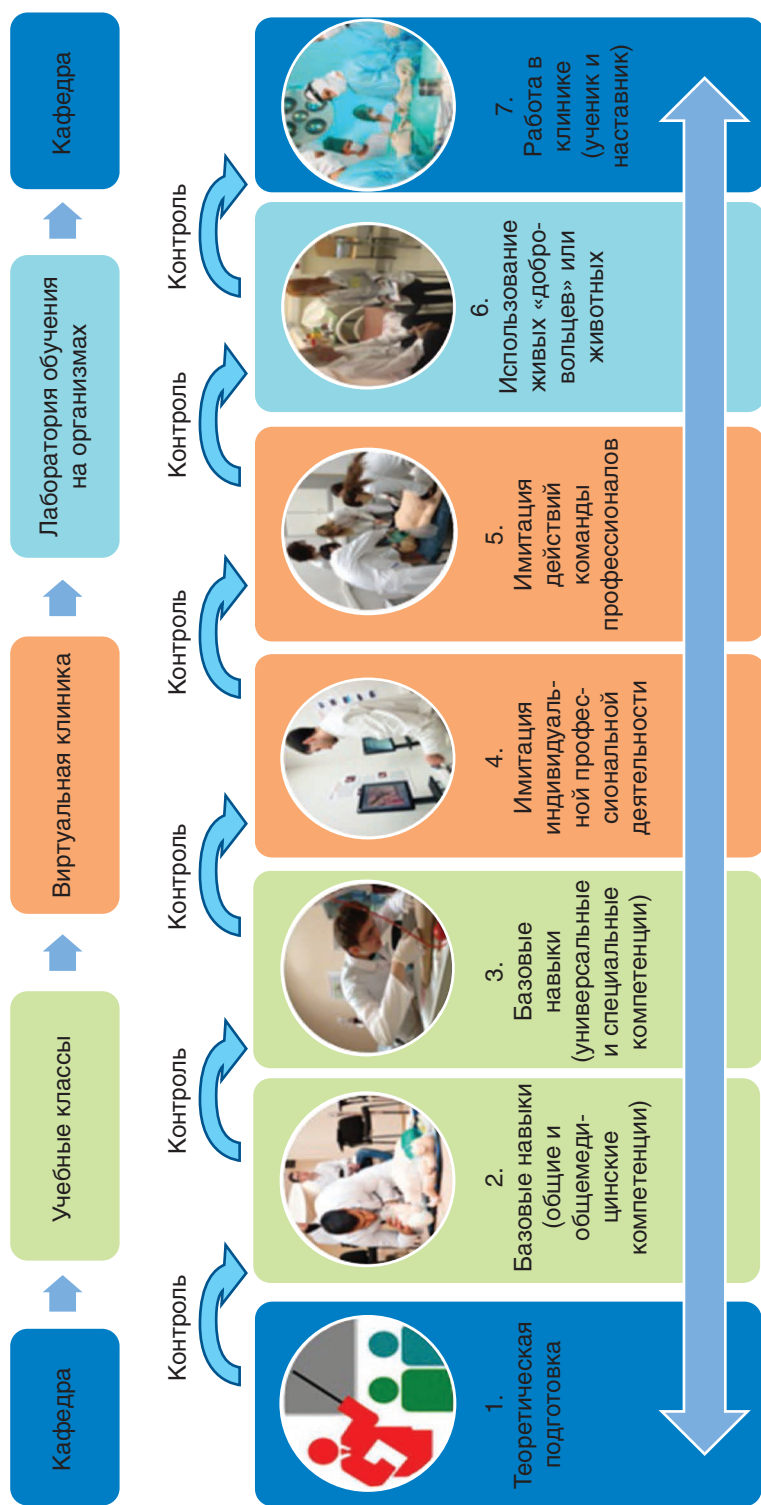 Кафедра
Учебные классы
Виртуальная клиника
Лаборатория обучения
на организмах
Кафедра
Контроль
Контроль
Контроль
Контроль
Контроль
Контроль
1.
Теоретическая
подготовка
2.
Базовые навыки
(общие и
общемеди-
цинские
компетенции)
3.
Базовые
навыки
(универсальные
и специальные
компетенции)
4.
Имитация
индивидуаль-
ной профес-
сиональной
деятельности
5.
Имитация
действий
команды
профессионалов
6.
Использование
живых «добро-
вольцев» или
животных
7.
Работа в
клинике
(ученик и
наставник)